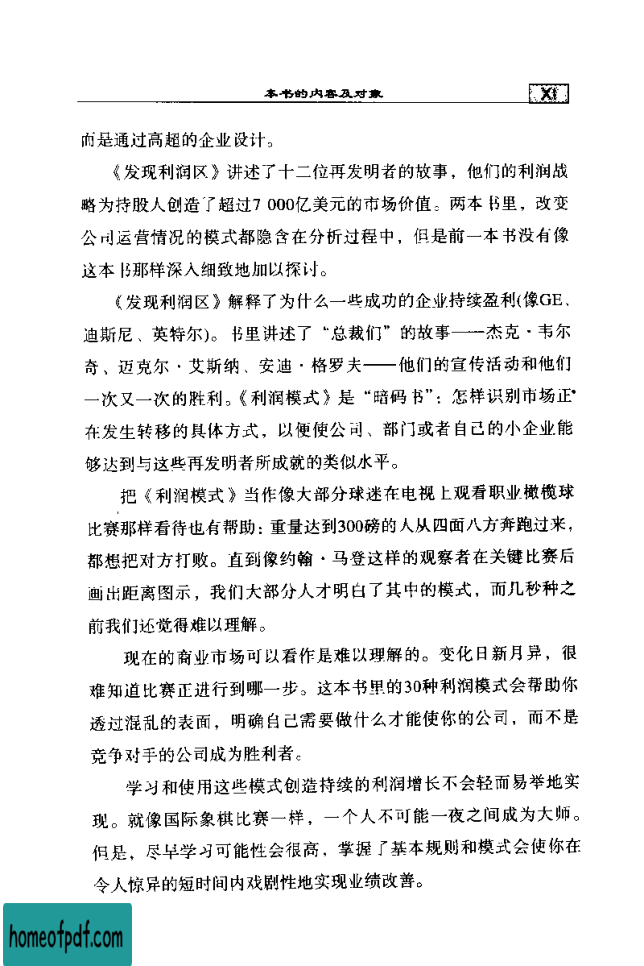 本书的内容及对象
XI
而是通过高超的企业设计。
《发现利润区》讲述了十二位再发明者的故事，他们的利润战
略为持股人创造了超过7 000亿美元的市场价值。两本书里，改变
公司运营情况的模式都隐含在分析过程中，但是前一本书没有像
这本书那样深入细致地加以探讨。
《发现利润区》解释了为什么一些成功的企业持续盈利(像GE、
迪斯尼、英特尔)。书里讲述了“总裁们”的故事——杰克·韦尔
奇、迈克尔·艾斯纳、安迪·格罗夫——他们的宣传活动和他们
一次又一次的胜利。《利润模式》是“暗码书”：怎样识别市场正
在发生转移的具体方式，以便使公司、部门或者自己的小企业能
够达到与这些再发明者所成就的类似水平。
把《利润模式》当作像大部分球迷在电视上观看职业橄榄球
比赛那样看待也有帮助：重量达到300磅的人从四面八方奔跑过来，
都想把对方打败。直到像约翰·马登这样的观察者在关键比赛后
画出距离图示，我们大部分人才明白了其中的模式，而几秒种之
前我们还觉得难以理解。
现在的商业市场可以看作是难以理解的。变化日新月异，很
难知道比赛正进行到哪一步。这本书里的30种利润模式会帮助你
透过混乱的表面，明确自己需要做什么才能使你的公司，而不是
竞争对手的公司成为胜利者。
学习和使用这些模式创造持续的利润增长不会轻而易举地实
现。就像国际象棋比赛一样，一个人不可能一夜之间成为大师。
但是，尽早学习可能性会很高，掌握了基本规则和模式会使你在
令人惊异的短时间内戏剧性地实现业绩改善。
homeofpdf.com